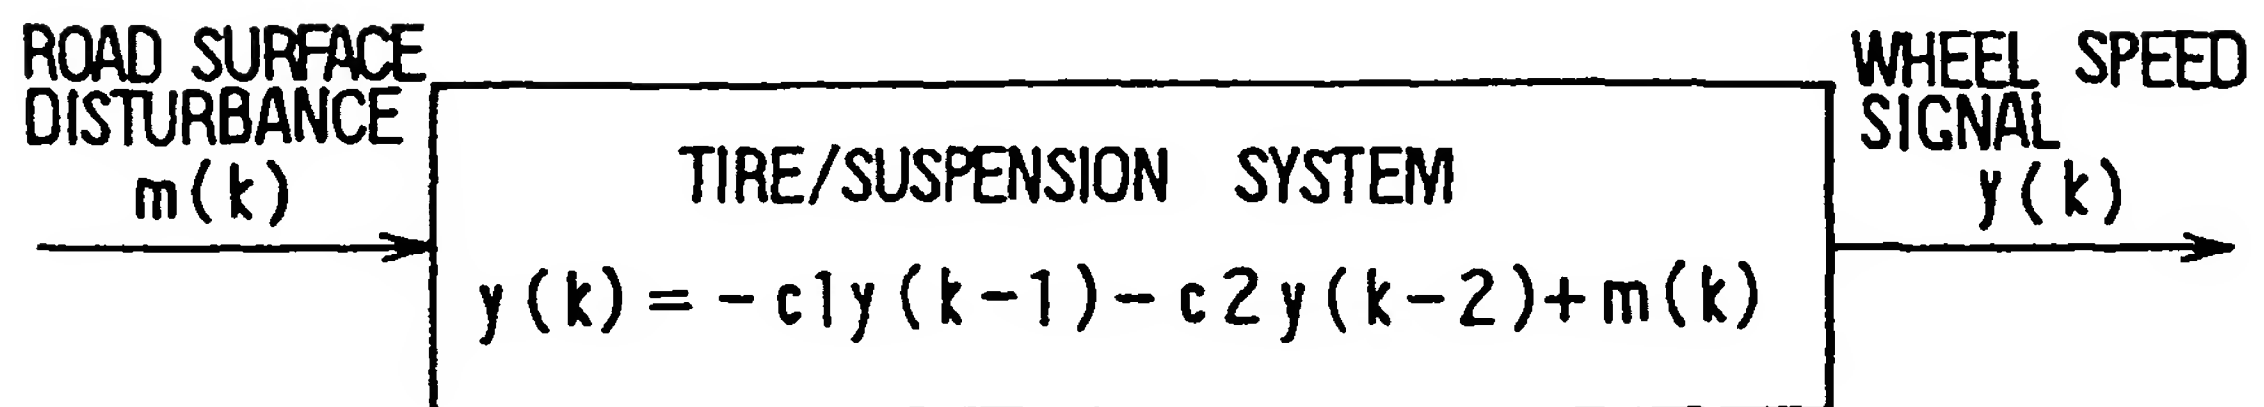 ROAD SURFACE
DISTURBANCE
m(k)
TIRE/SUSPENSION SYSTEM
y(k)=-c1y(k-1)-c2y(k-2)+m(k)
WHEEL SPEED
SIGNAL
y(k)